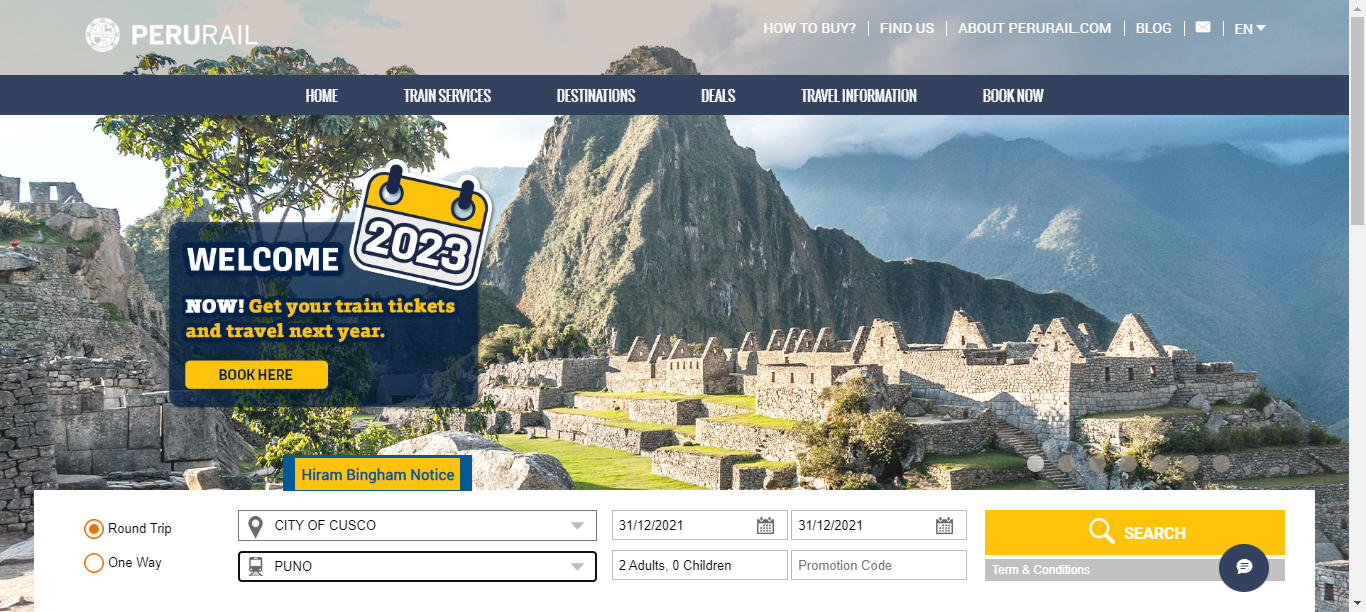 PERURAIL
HOW TO BUY?
FIND US
ABOUT PERURAIL.COM
BLOG
EN
HOME
TRAIN SERVICES
DESTINATIONS
DEALS
TRAVEL INFORMATION
BOOK NOW
2023
WELCOME
NOW! Get your train tickets
and travel next year.
BOOK HERE
Hiram Bingham Notice
Round Trip
One Way
CITY OF CUSCO
PUNO
31/12/2021
31/12/2021
2 Adults, 0 Children
Promotion Code
SEARCH
Term & Conditions